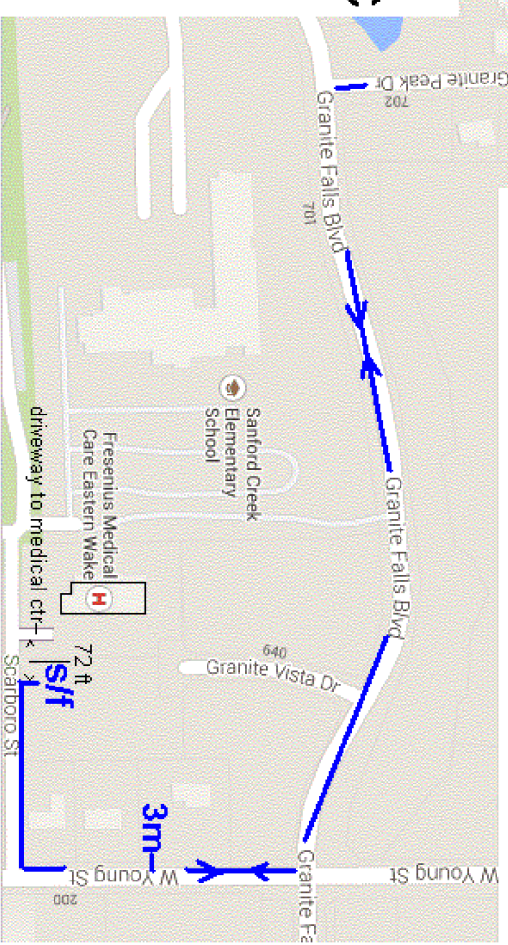 Granite Peak Dr
702
Granite Falls Blvd
701
Sanford Creek
Elementary
School
Granite Falls Blvd
Fresenius Medical
Care Eastern Wake
H
driveway to medical ctr
72 ft
s/f
Scarboro St
640
Granite Vista Dr
3m
W Young St
200
W Young St
Granite Fa